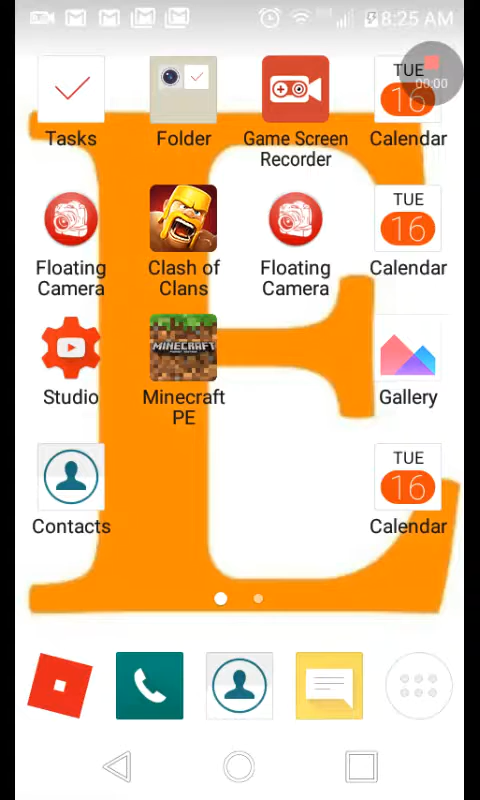 8:25 AM
TUE
16
00:00
Tasks
Folder
Game Screen
Recorder
Calendar
TUE
16
Floating
Camera
Clash of
Clans
Floating
Camera
Calendar
MINECRAFT
Studio
Minecraft
PE
Gallery
TUE
16
Contacts
Calendar
E